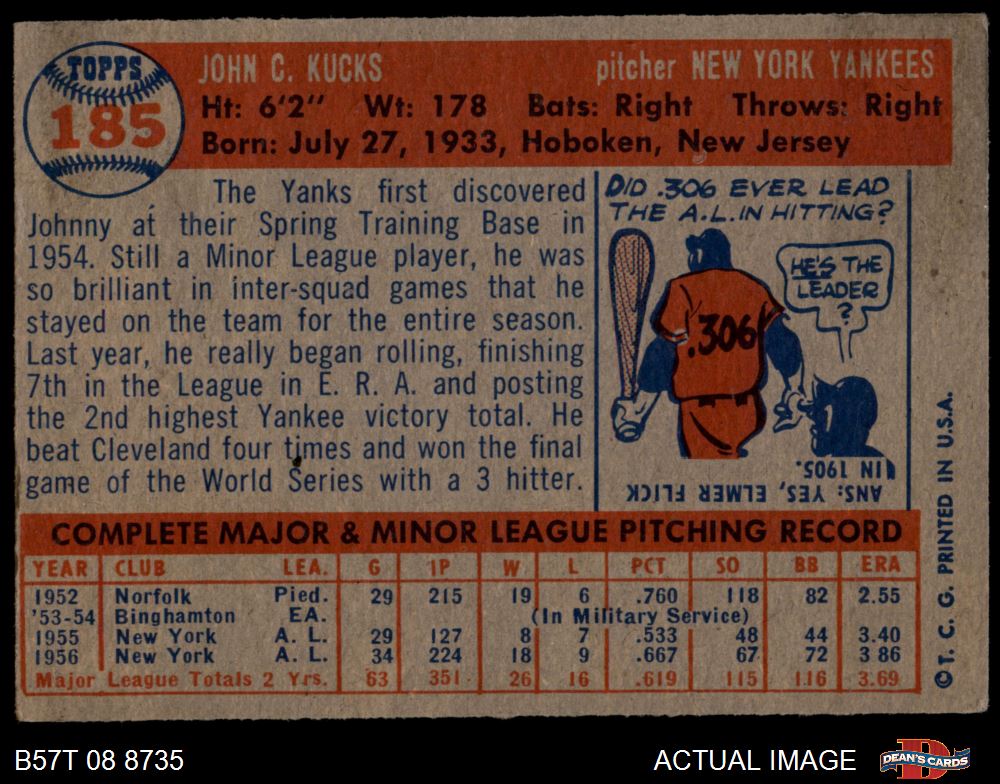 TOPPS
185
JOHN C. KUCKS pitcher NEW YORK YANKEES
Ht: 6'2" Wt: 178 Bats: Right Throws: Right
Born: July 27, 1933, Hoboken, New Jersey
The Yanks first discovered
Johnny at their Spring Training Base in
1954. Still a Minor League player, he was
so brilliant in inter-squad games that he
stayed on the team for the entire season.
Last year, he really began rolling, finishing
7th in the League in E. R. A. and posting
the 2nd highest Yankee victory total. He
beat Cleveland four times and won the final
game of the World Series with a 3 hitter.
DID .306 EVER LEAD
THE A.L. IN HITTING?
HE'S THE
LEADER
?
.306
ANS: YES, ELMER FLICK
IN 1905.
COMPLETE MAJOR & MINOR LEAGUE PITCHING RECORD
YEAR CLUB LEA. G IP W L PCT SO BB ERA
1952 Norfolk Pied. 29 215 19 6 .760 118 82 2.55
'53-54 Binghamton EA. (In Military Service)
1955 New York A. L. 29 127 8 7 .533 48 44 3.40
1956 New York A. L. 34 224 18 9 .667 67 72 3 86
Major League Totals 2 Yrs. 63 351 26 16 .619 115 116 3.69
© T. C. G. PRINTED IN U.S.A.
B57T 08 8735 ACTUAL IMAGE
D
DEAN'S CARDS